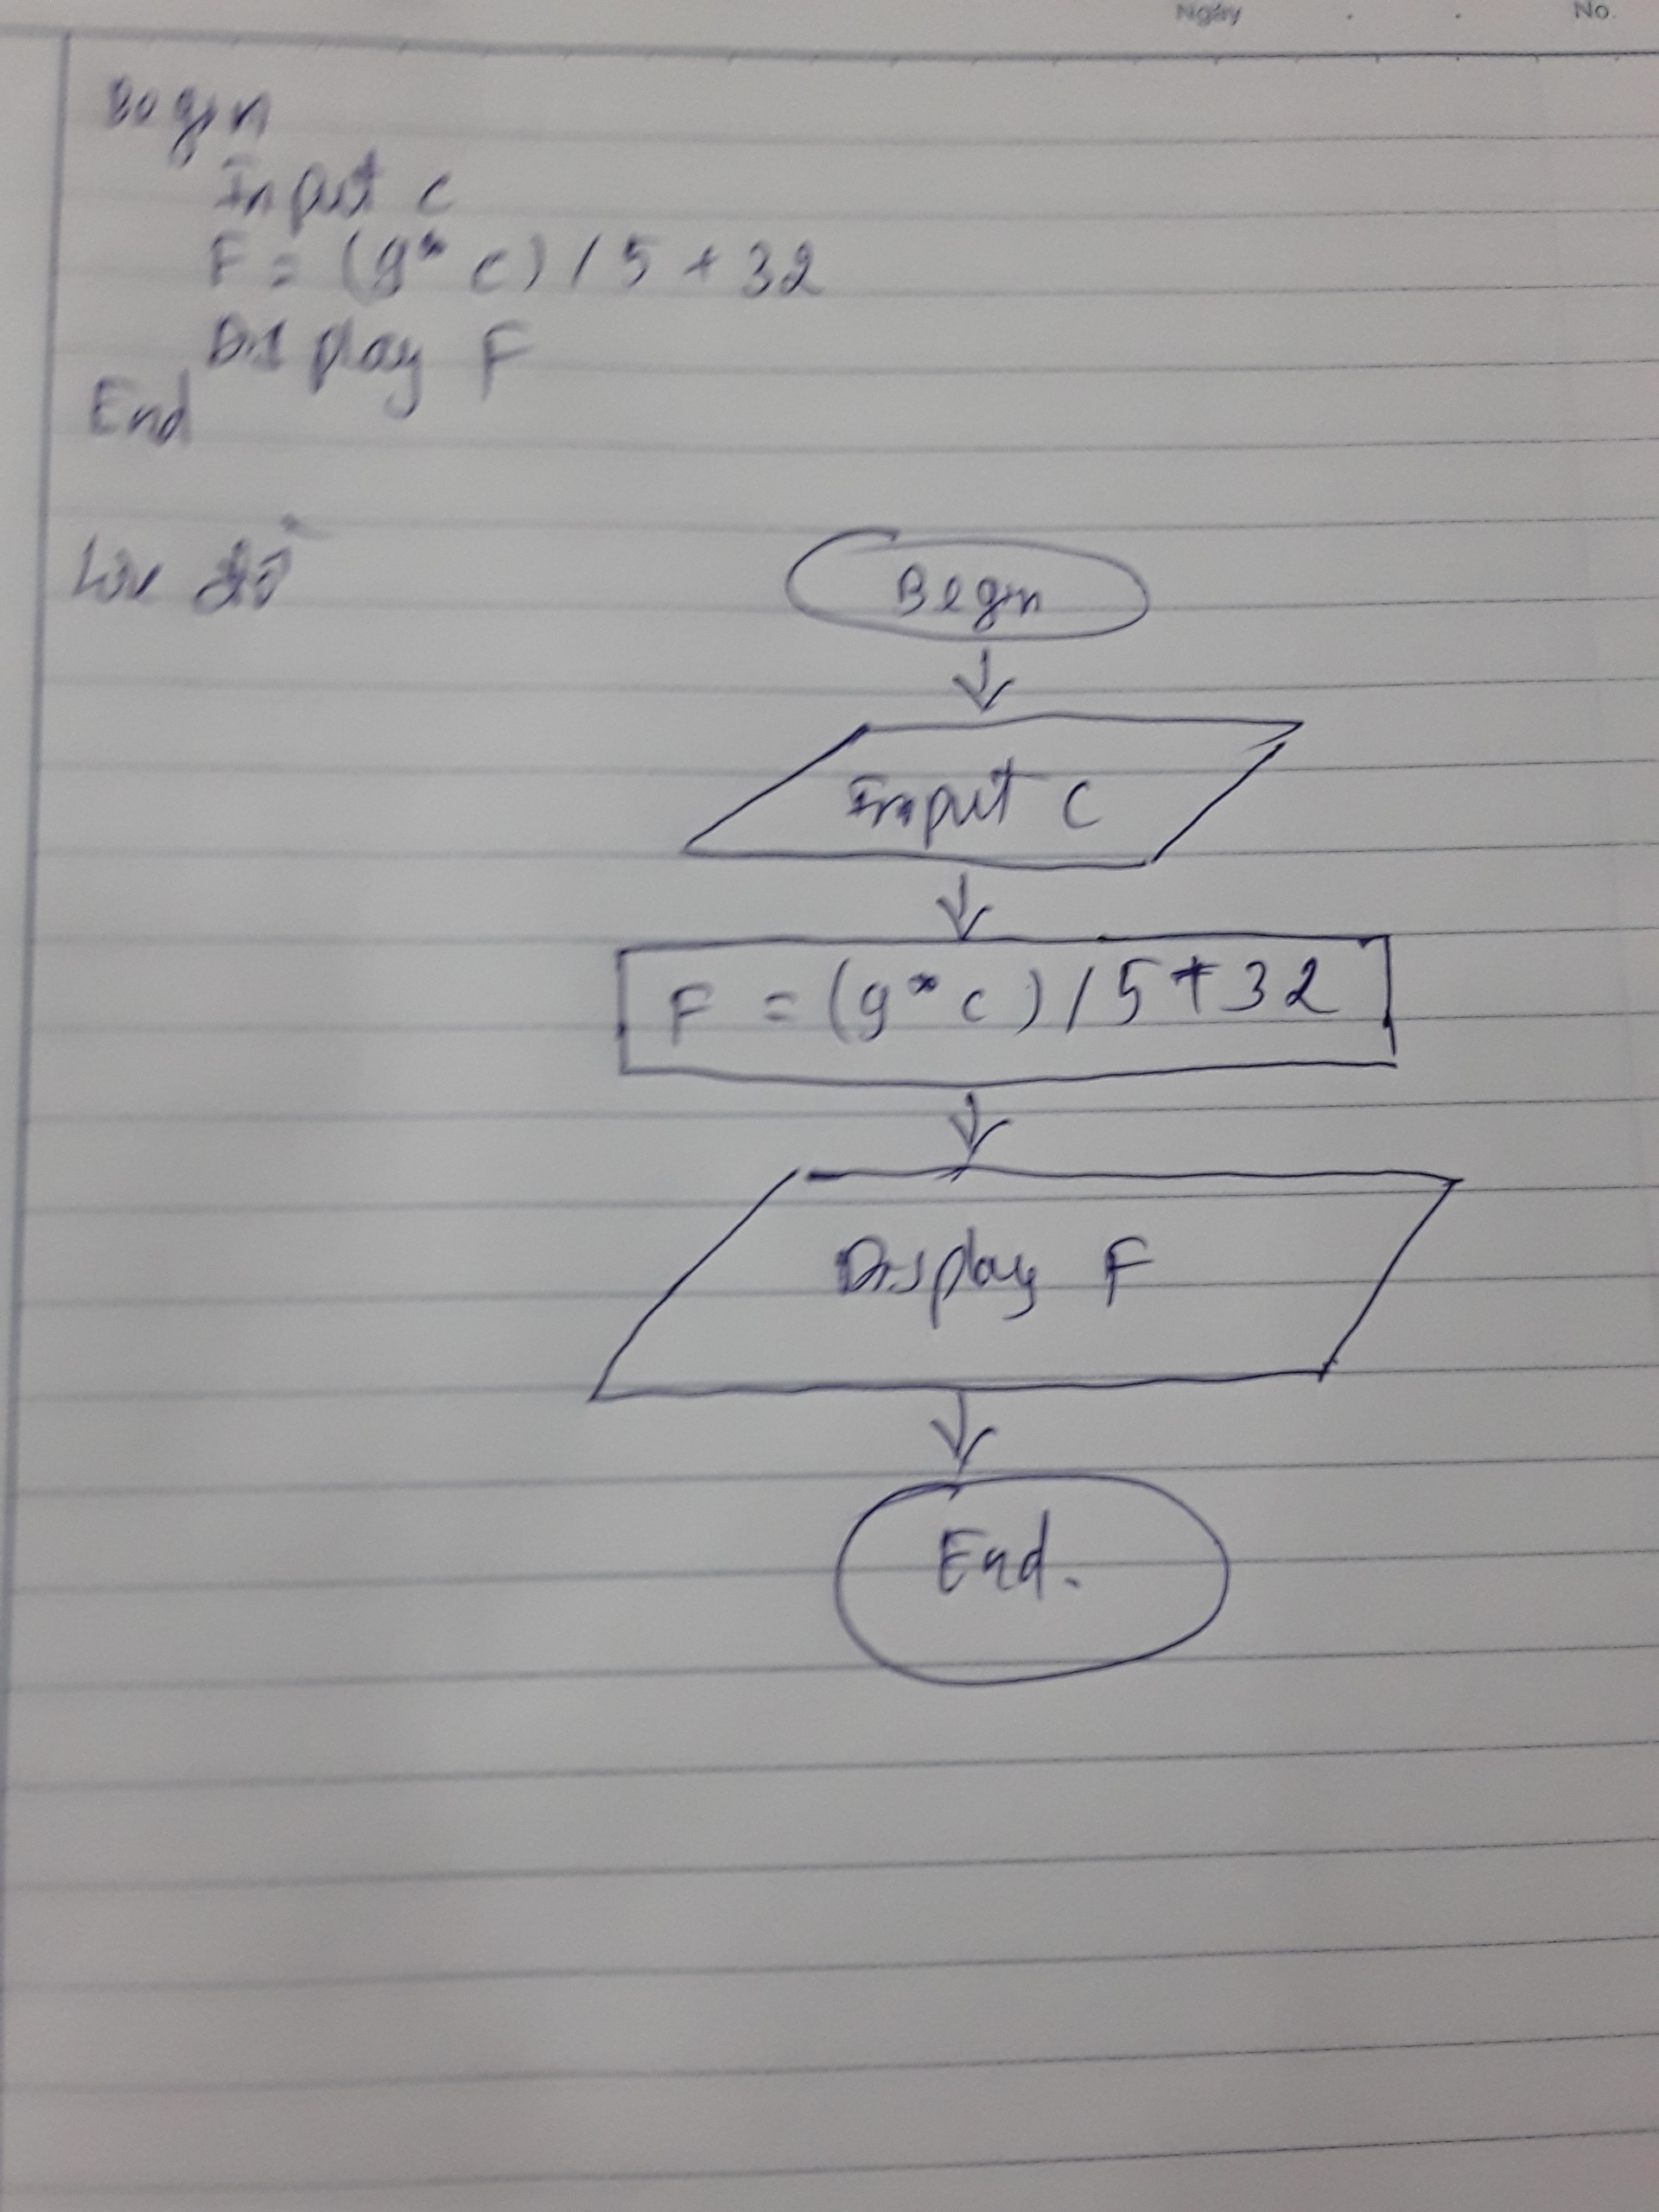 Ngày . . No.
Begin
Input c
F = (9* c) / 5 + 32
Display F
End
Lưu đồ
Begin
Input C
F = (9* c) / 5 + 32
Display F
End.